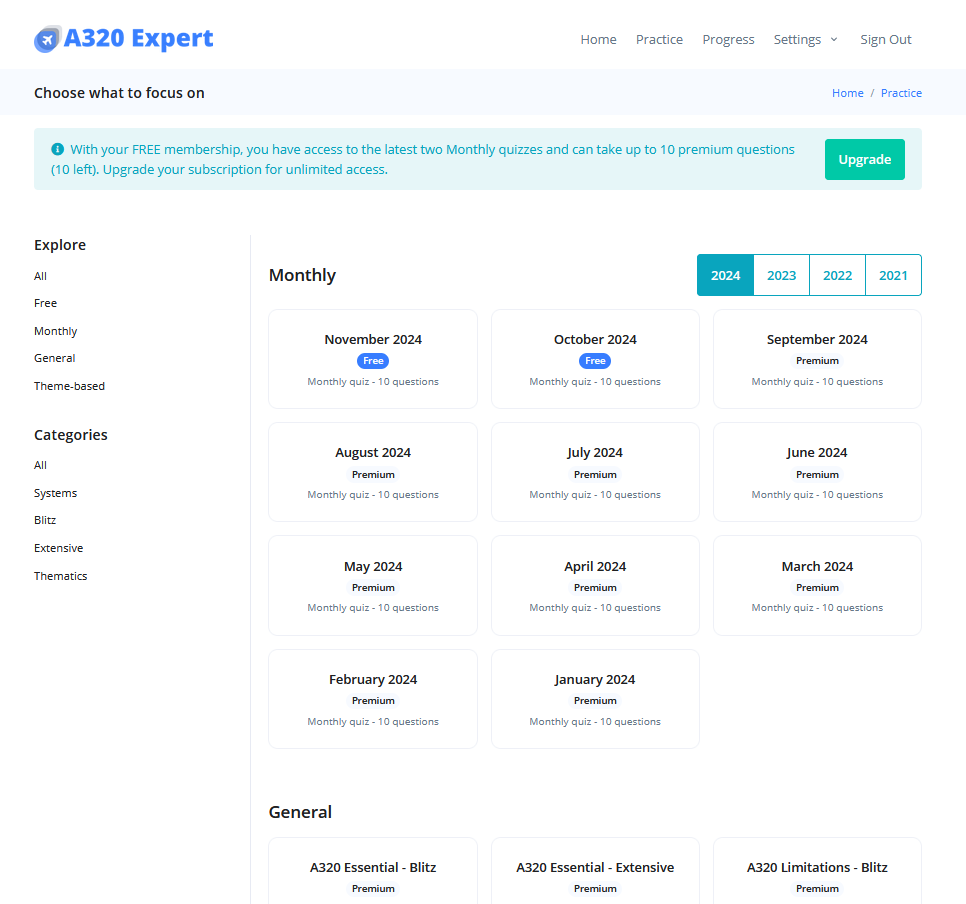 A320 Expert
Home Practice Progress Settings Sign Out
Choose what to focus on
Home / Practice
With your FREE membership, you have access to the latest two Monthly quizzes and can take up to 10 premium questions
(10 left). Upgrade your subscription for unlimited access.
Upgrade
Explore
All
Free
Monthly
General
Theme-based
Categories
All
Systems
Blitz
Extensive
Thematics
Monthly
2024 2023 2022 2021
November 2024
Free
Monthly quiz - 10 questions
October 2024
Free
Monthly quiz - 10 questions
September 2024
Premium
Monthly quiz - 10 questions
August 2024
Premium
Monthly quiz - 10 questions
July 2024
Premium
Monthly quiz - 10 questions
June 2024
Premium
Monthly quiz - 10 questions
May 2024
Premium
Monthly quiz - 10 questions
April 2024
Premium
Monthly quiz - 10 questions
March 2024
Premium
Monthly quiz - 10 questions
February 2024
Premium
Monthly quiz - 10 questions
January 2024
Premium
Monthly quiz - 10 questions
General
A320 Essential - Blitz
Premium
A320 Essential - Extensive
Premium
A320 Limitations - Blitz
Premium